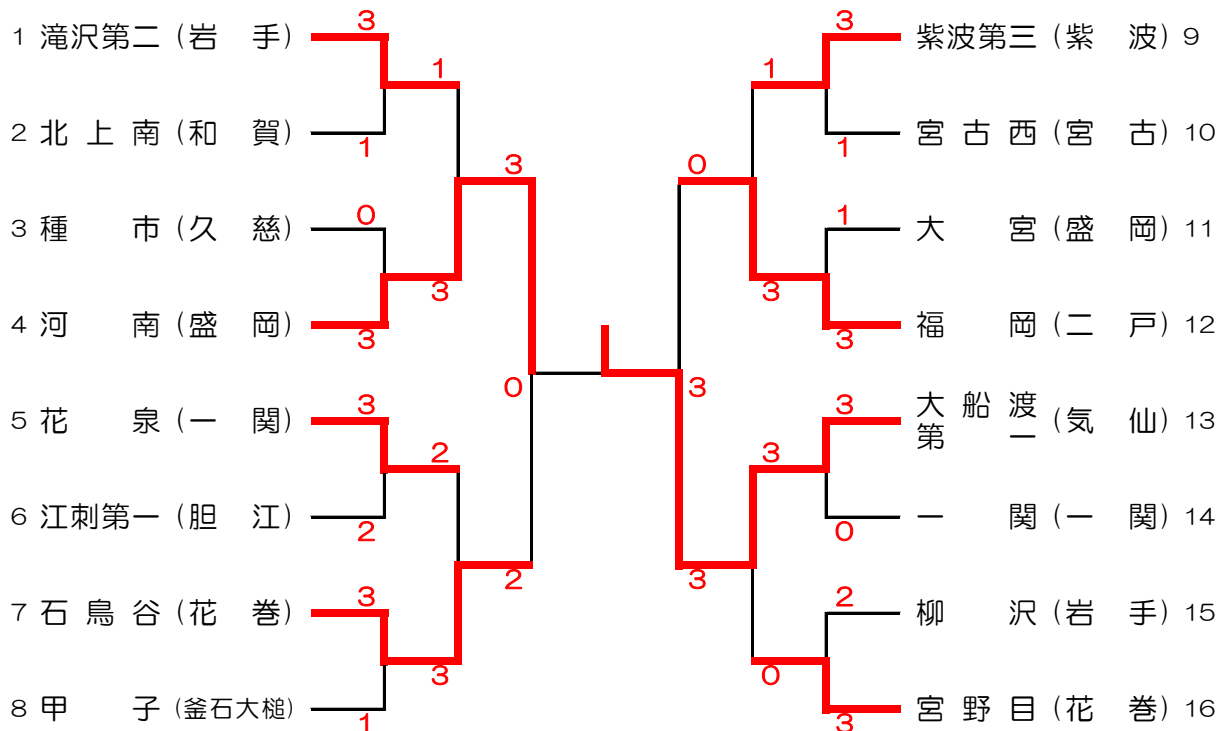 1 滝沢第二 (岩 手)
3
1
2 北上南 (和 賀)
1
3
3 種 市 (久 慈)
0
3
4 河 南 (盛 岡)
3
0
5 花 泉 (一 関)
3
2
6 江刺第一 (胆 江)
2
2
7 石鳥谷 (花 巻)
3
3
8 甲 子 (釜石大槌)
1
3
紫波第三 (紫 波) 9
1
宮古西 (宮 古) 10
1
0
1
大 宮 (盛 岡) 11
3
福 岡 (二 戸) 12
3
3
3
大船渡第一 (気 仙) 13
3
一 関 (一 関) 14
0
3
2
柳 沢 (岩 手) 15
0
宮野目 (花 巻) 16
3